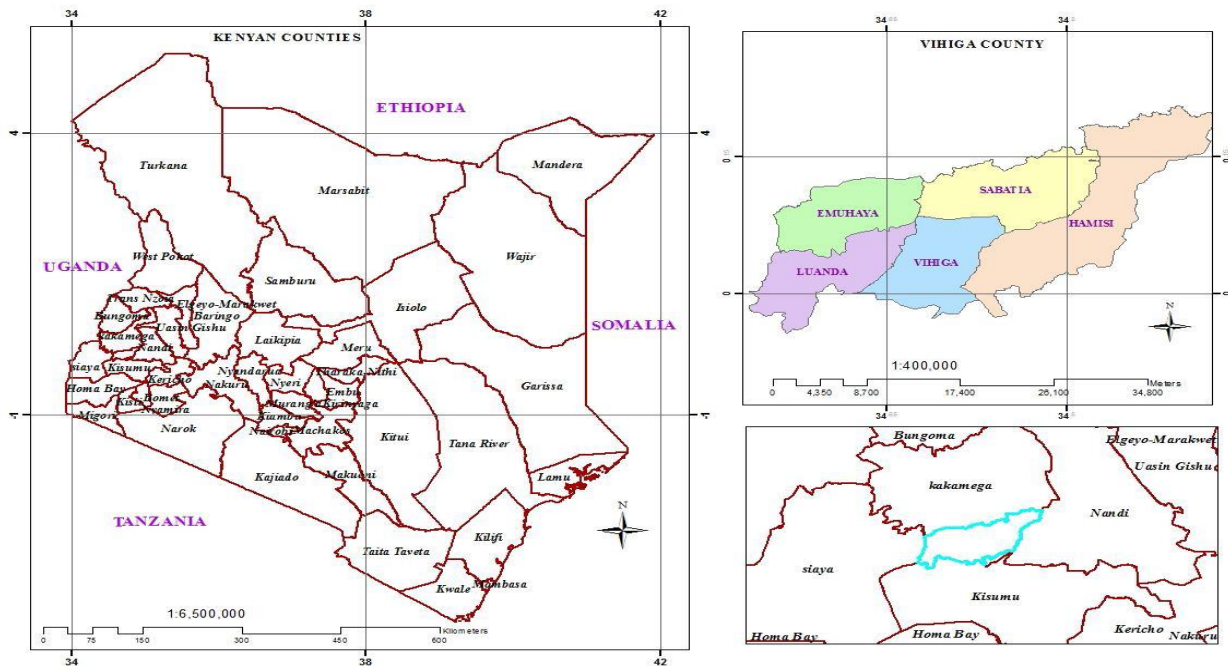 34
38
42
KENYAN COUNTIES
ETHIOPIA
4
4
Turkana
Marsabit
Mandera
Wajir
West Pokot
UGANDA
Samburu
Isiolo
SOMALIA
Trans Nzoia
Elgeyo-Marakwet
Baringo
Bungoma
Uasin Gishu
Nandi
Laikipia
Meru
siaya
Kisumu
Nyandarua
Tharaka Nithi
Kericho
Nakuru
Nyeri
Garissa
Homa Bay
Embu
Kirinyaga
Muranga
Bomet
Kisii
Nyamira
Migori
Kiambu
Narok
Nairobi
Machakos
Kitui
Tana River
Kajiado
Makueni
Lamu
TANZANIA
N
Taita Taveta
Kilifi
Kwale
Mombasa
1:6,500,000
0 75 150 300 450 600
Kilometers
34
38
42
VIHIGA COUNTY
SABATIA
EMUHAYA
HAMISI
LUANDA
VIHIGA
0
0
N
1:400,000
0 4,350 8,700 17,400 26,100 34,800
Meters
Bungoma
Elgeyo-Marakwet
Uasin Gishu
kakamega
Nandi
siaya
Kisumu
Kericho
Homa Bay
Homa Bay
Nakuru